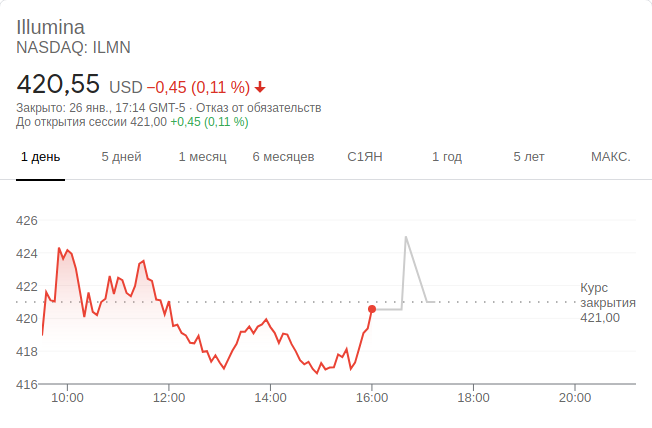 Illumina
NASDAQ: ILMN
420,55 USD −0,45 (0,11 %)
Закрыто: 26 янв., 17:14 GMT-5 · Отказ от обязательств
До открытия сессии 421,00 +0,45 (0,11 %)
1 день 5 дней 1 месяц 6 месяцев С1ЯН 1 год 5 лет МАКС.
426
424
422
420
418
416
Курс
закрытия
421,00
10:00 12:00 14:00 16:00 18:00 20:00